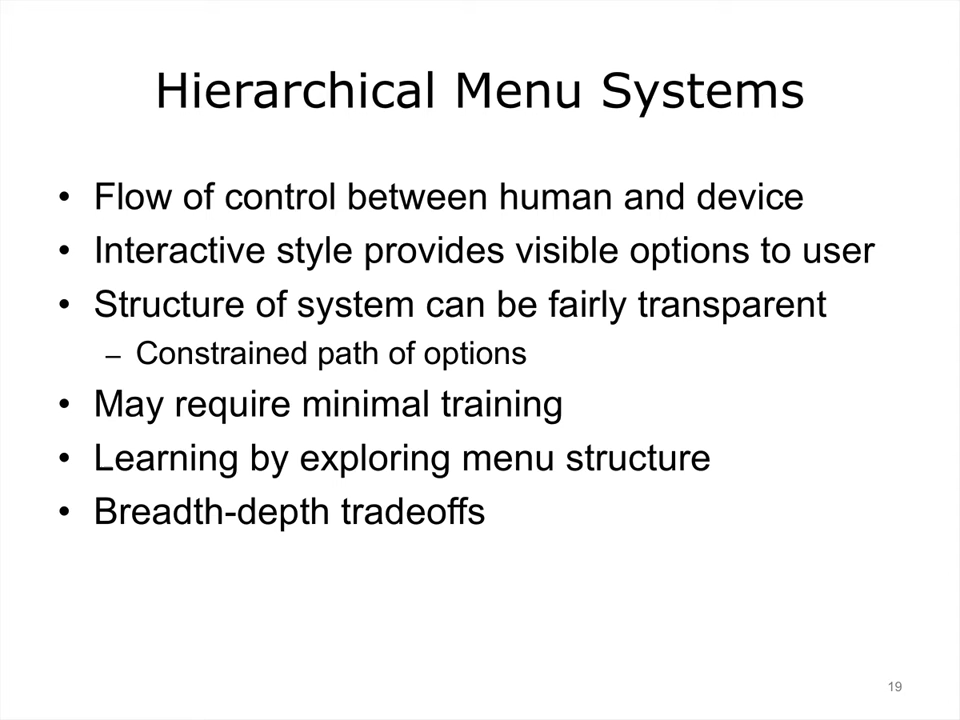 Hierarchical Menu Systems
• Flow of control between human and device
• Interactive style provides visible options to user
• Structure of system can be fairly transparent
– Constrained path of options
• May require minimal training
• Learning by exploring menu structure
• Breadth-depth tradeoffs
19